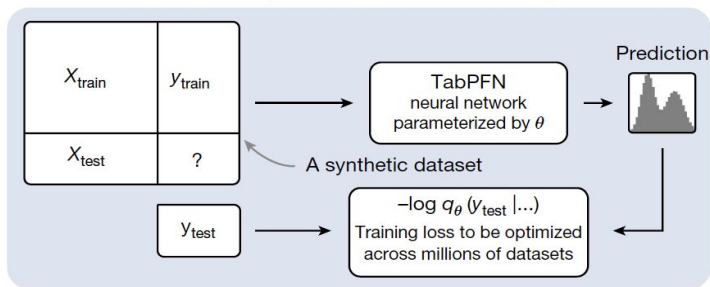 X_train
y_train
X_test
?
A synthetic dataset
TabPFN
neural network
parameterized by θ
Prediction
y_test
−log q_θ (y_test |...)
Training loss to be optimized
across millions of datasets